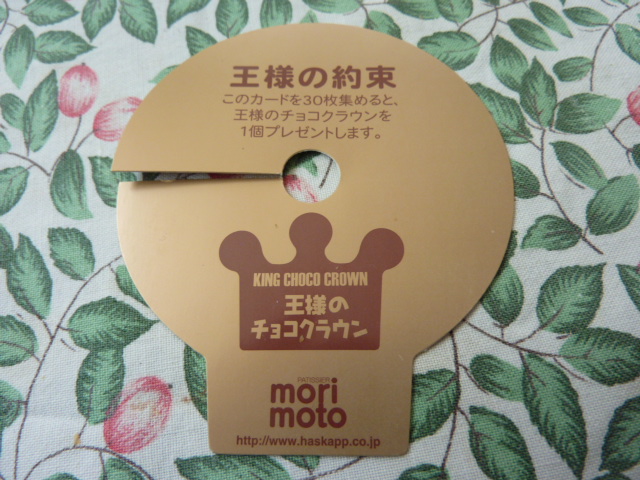 王様の約束
このカードを30枚集めると、
王様のチョコクラウンを
1個プレゼントします。
KING CHOCO CROWN
王様の
チョコクラウン
PATISSIER
mori
moto
http://www.haskapp.co.jp